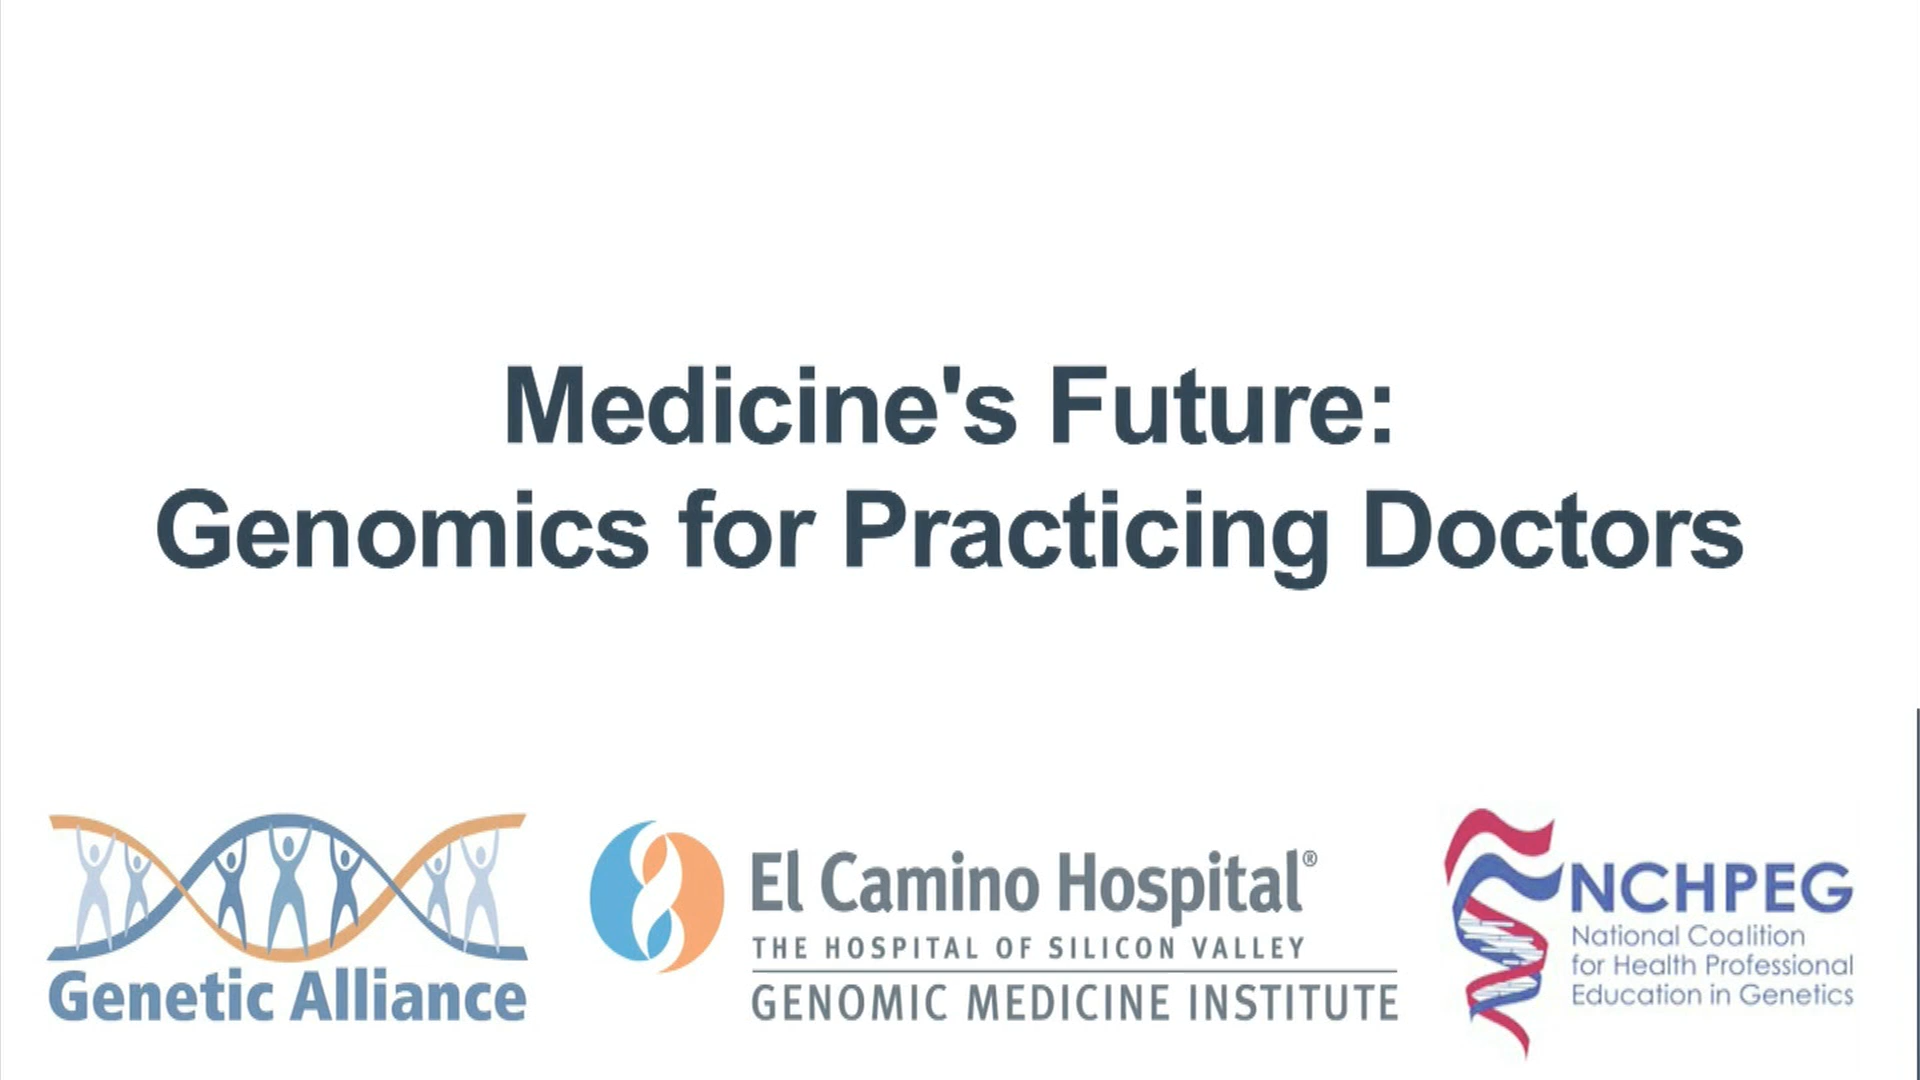 Medicine's Future:
Genomics for Practicing Doctors
Genetic Alliance
El Camino Hospital®
THE HOSPITAL OF SILICON VALLEY
GENOMIC MEDICINE INSTITUTE
NCHPEG
National Coalition
for Health Professional
Education in Genetics